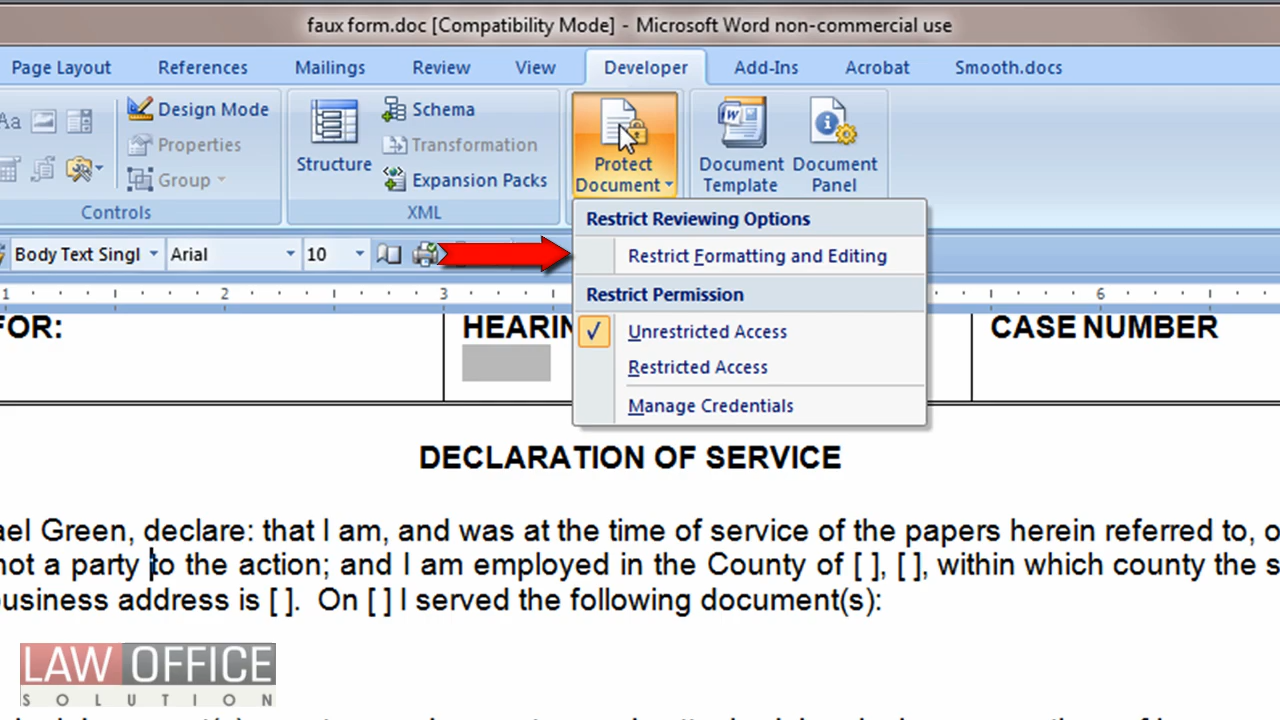 faux form.doc [Compatibility Mode] - Microsoft Word non-commercial use
Page Layout References Mailings Review View Developer Add-Ins Acrobat Smooth.docs
Aa Design Mode
Properties
Group
Controls
Structure
Schema
Transformation
Expansion Packs
XML
Protect
Document
Document
Template
Document
Panel
Restrict Reviewing Options
Restrict Formatting and Editing
Restrict Permission
Unrestricted Access
Restricted Access
Manage Credentials
Body Text Singl Arial 10
1 2 3 6
FOR: HEARIN CASE NUMBER
DECLARATION OF SERVICE
ael Green, declare: that I am, and was at the time of service of the papers herein referred to, o
not a party to the action; and I am employed in the County of [ ], [ ], within which county the s
business address is [ ]. On [ ] I served the following document(s):
LAW OFFICE
SOLUTION